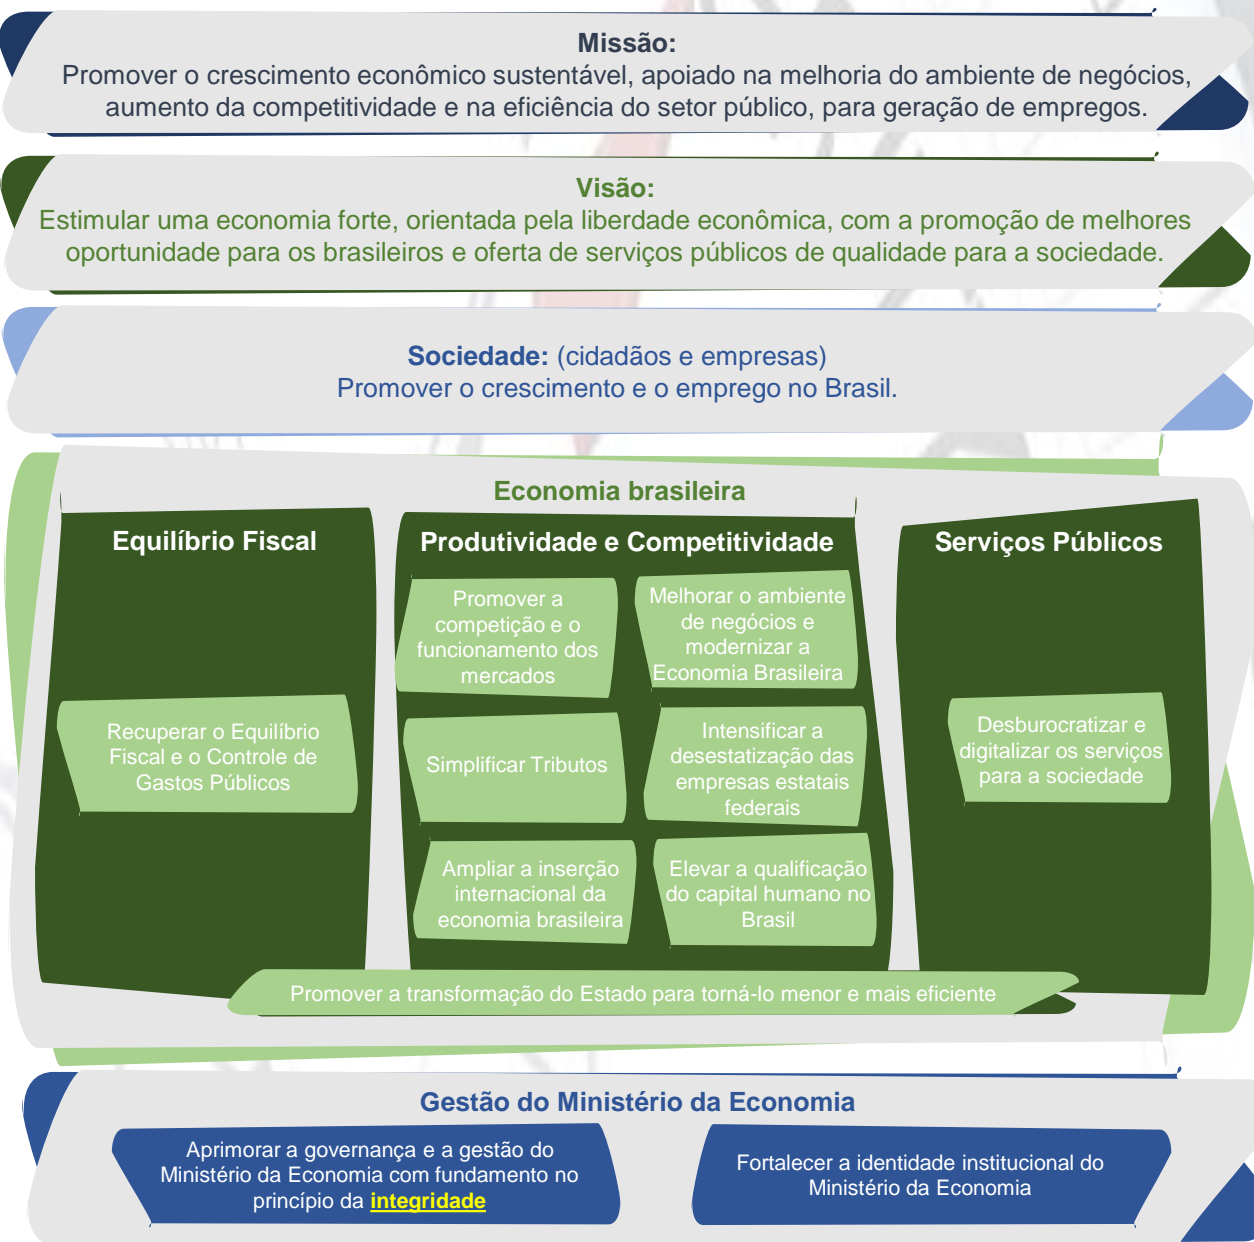 Missão:
Promover o crescimento econômico sustentável, apoiado na melhoria do ambiente de negócios,
aumento da competitividade e na eficiência do setor público, para geração de empregos.
Visão:
Estimular uma economia forte, orientada pela liberdade econômica, com a promoção de melhores
oportunidade para os brasileiros e oferta de serviços públicos de qualidade para a sociedade.
Sociedade: (cidadãos e empresas)
Promover o crescimento e o emprego no Brasil.
Economia brasileira
Equilíbrio Fiscal
Recuperar o Equilíbrio
Fiscal e o Controle de
Gastos Públicos
Produtividade e Competitividade
Promover a
competição e o
funcionamento dos
mercados
Melhorar o ambiente
de negócios e
modernizar a
Economia Brasileira
Simplificar Tributos
Intensificar a
desestatização das
empresas estatais
federais
Ampliar a inserção
internacional da
economia brasileira
Elevar a qualificação
do capital humano no
Brasil
Serviços Públicos
Desburocratizar e
digitalizar os serviços
para a sociedade
Promover a transformação do Estado para torná-lo menor e mais eficiente
Gestão do Ministério da Economia
Aprimorar a governança e a gestão do
Ministério da Economia com fundamento no
princípio da integridade
Fortalecer a identidade institucional do
Ministério da Economia